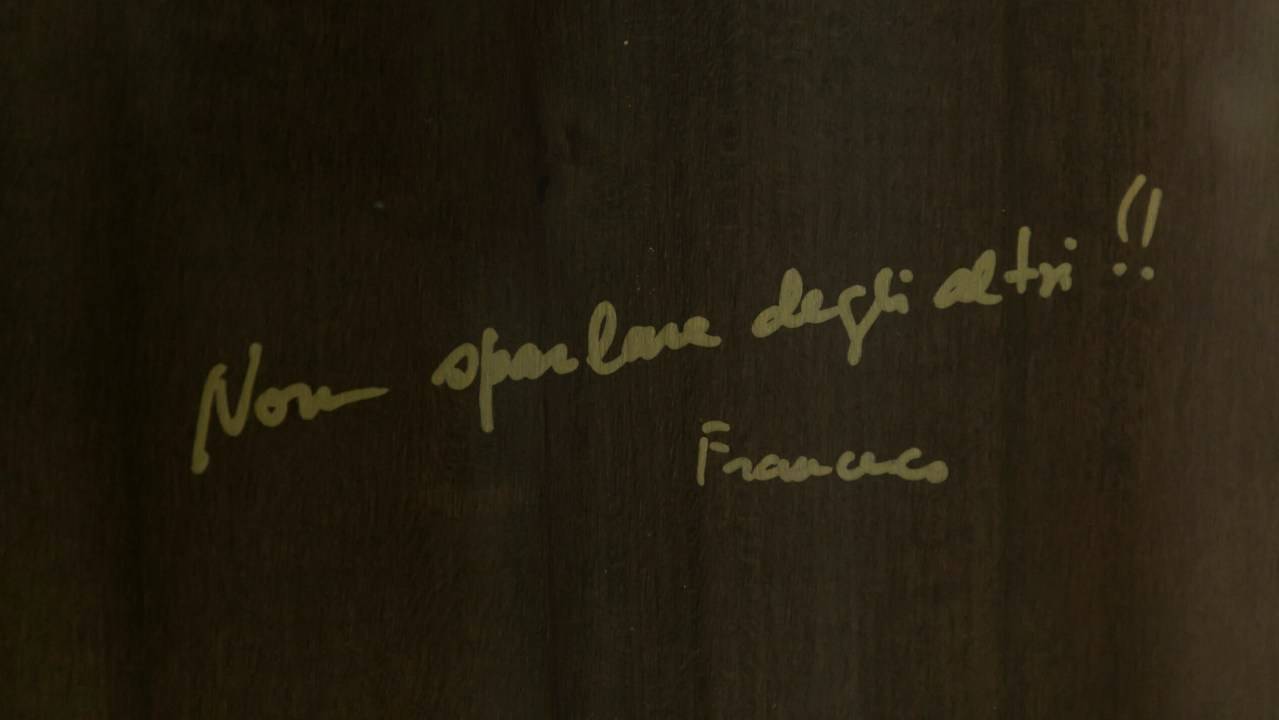 Non sparlare degli altri !!
Francesco